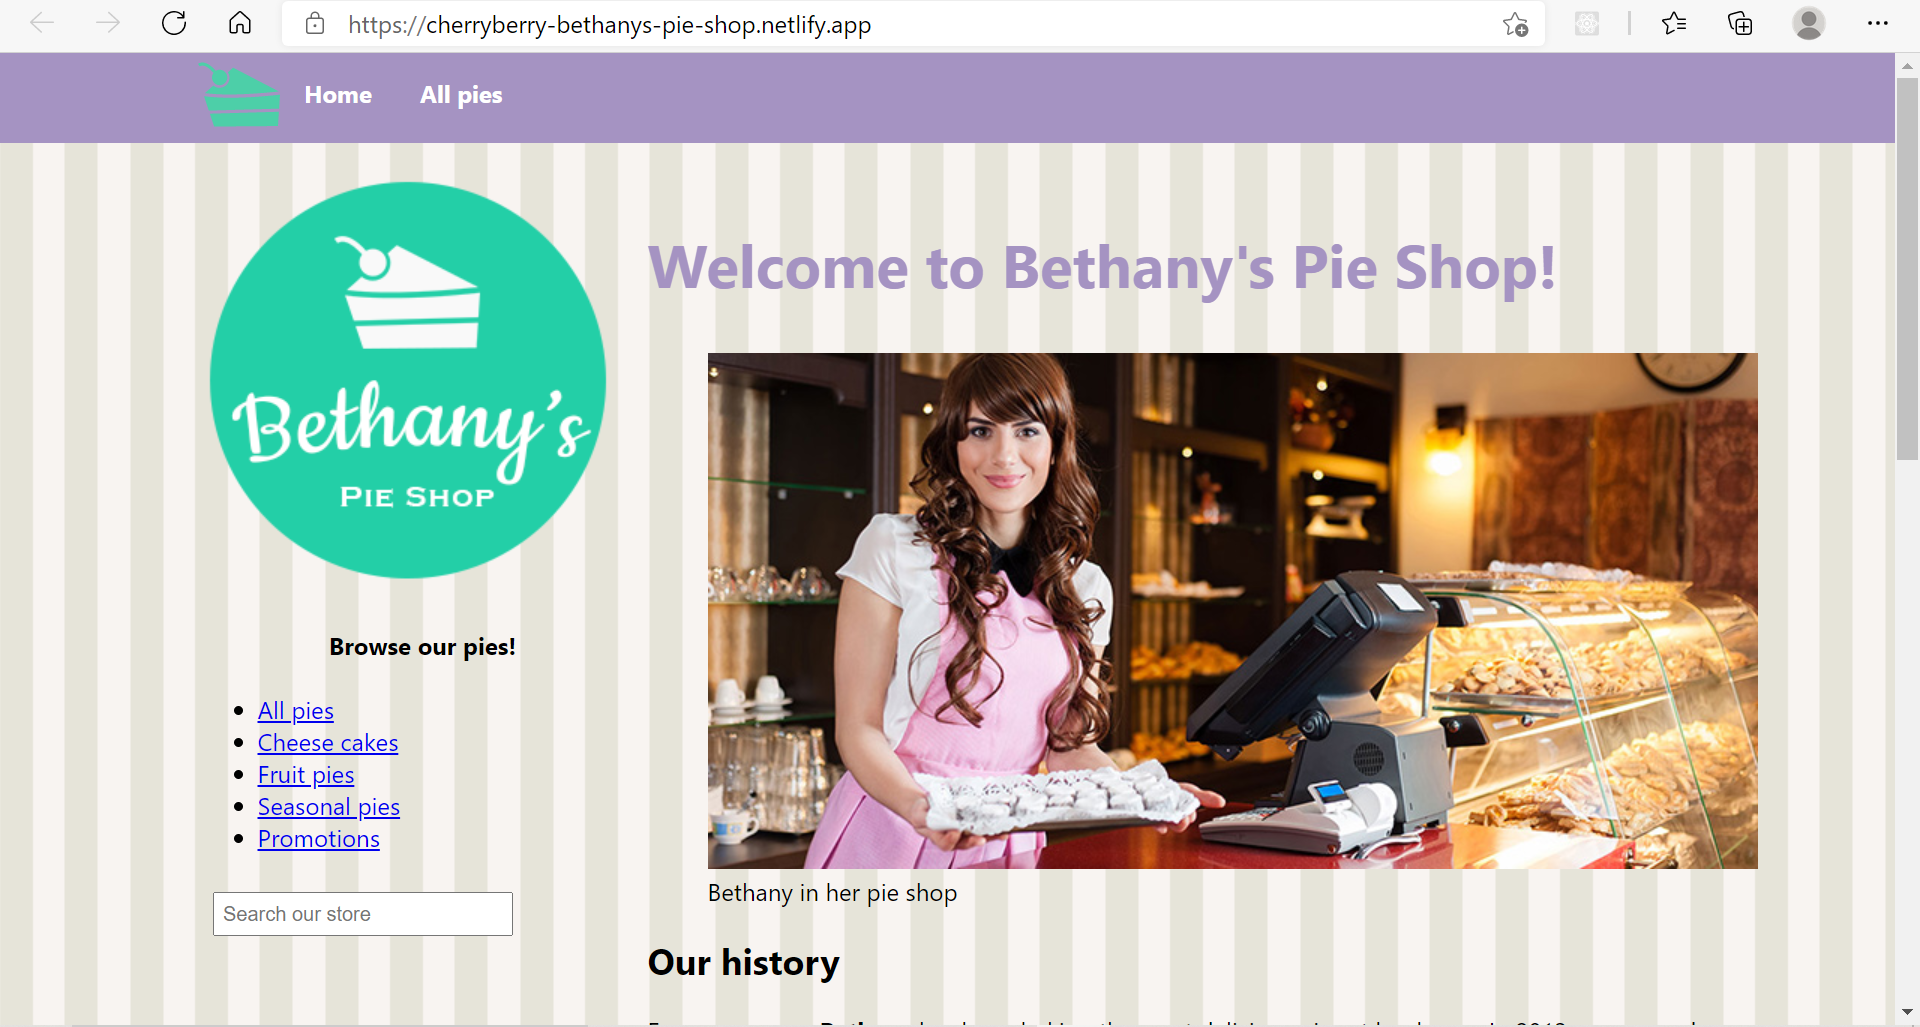 https://cherryberry-bethanys-pie-shop.netlify.app
Home All pies
Bethany's
PIE SHOP
Browse our pies!
All pies
Cheese cakes
Fruit pies
Seasonal pies
Promotions
Search our store
Welcome to Bethany's Pie Shop!
Bethany in her pie shop
Our history